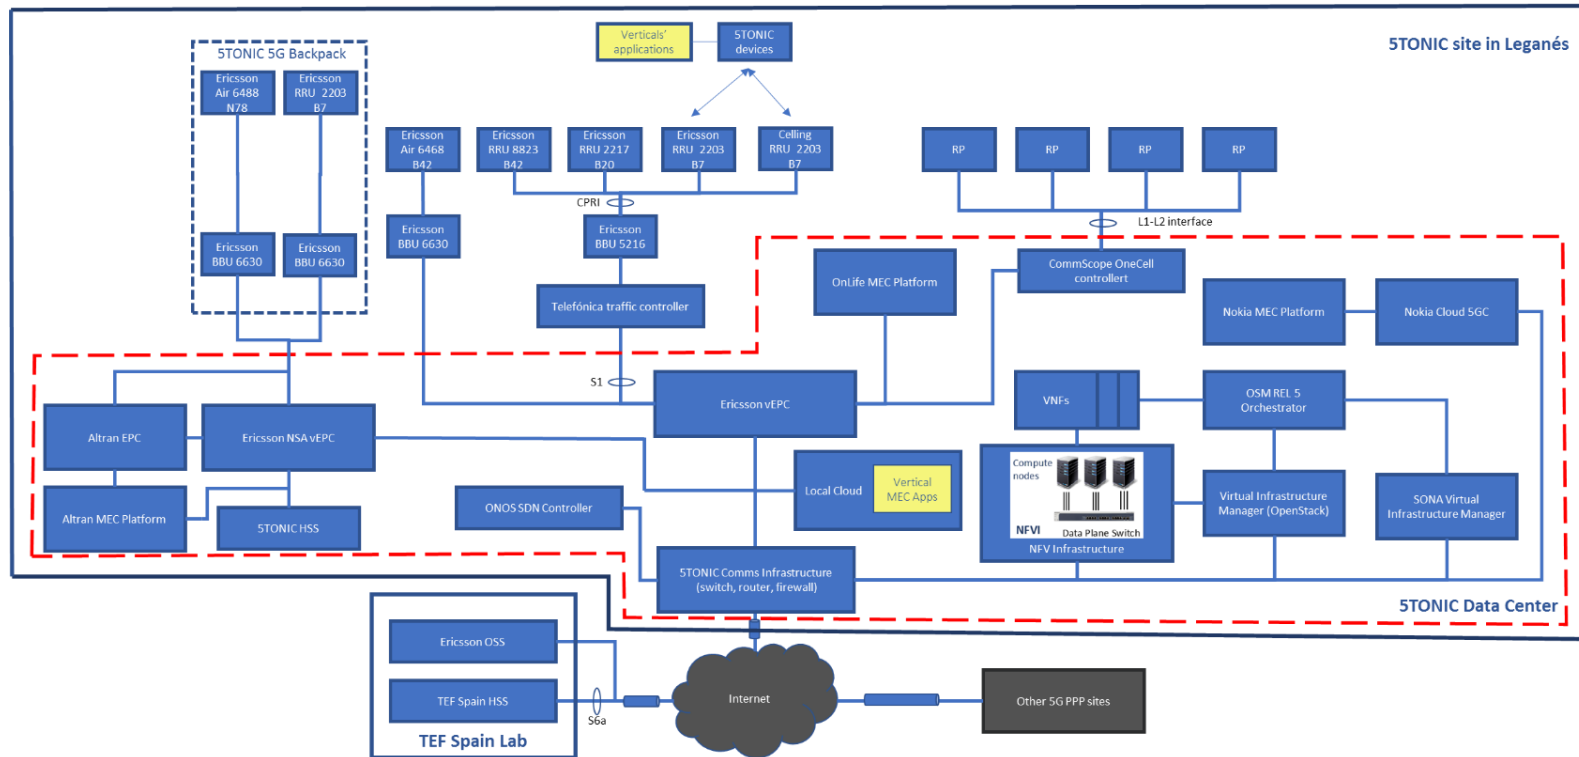 5TONIC site in Leganés
5TONIC 5G Backpack
Ericsson
Air 6488
N78
Ericsson
RRU 2203
B7
Verticals'
applications
5TONIC
devices
Ericsson
Air 6468
B42
Ericsson
RRU 8823
B42
Ericsson
RRU 2217
B20
Ericsson
RRU 2203
B7
Celling
RRU 2203
B7
RP
RP
RP
RP
CPRI
L1-L2 interface
Ericsson
BBU 6630
Ericsson
BBU 6630
Ericsson
BBU 6630
Ericsson
BBU 5216
CommScope OneCell
controllert
OnLife MEC Platform
Telefónica traffic controller
Nokia MEC Platform
Nokia Cloud 5GC
S1
Ericsson vEPC
VNFs
OSM REL 5
Orchestrator
Altran EPC
Ericsson NSA vEPC
Compute
nodes
NFVI
Data Plane Switch
NFV Infrastructure
Local Cloud
Vertical
MEC Apps
Virtual Infrastructure
Manager (OpenStack)
SONA Virtual
Infrastructure Manager
ONOS SDN Controller
Altran MEC Platform
5TONIC HSS
5TONIC Comms Infrastructure
(switch, router, firewall)
5TONIC Data Center
Ericsson OSS
TEF Spain HSS
S6a
TEF Spain Lab
Internet
Other 5G PPP sites